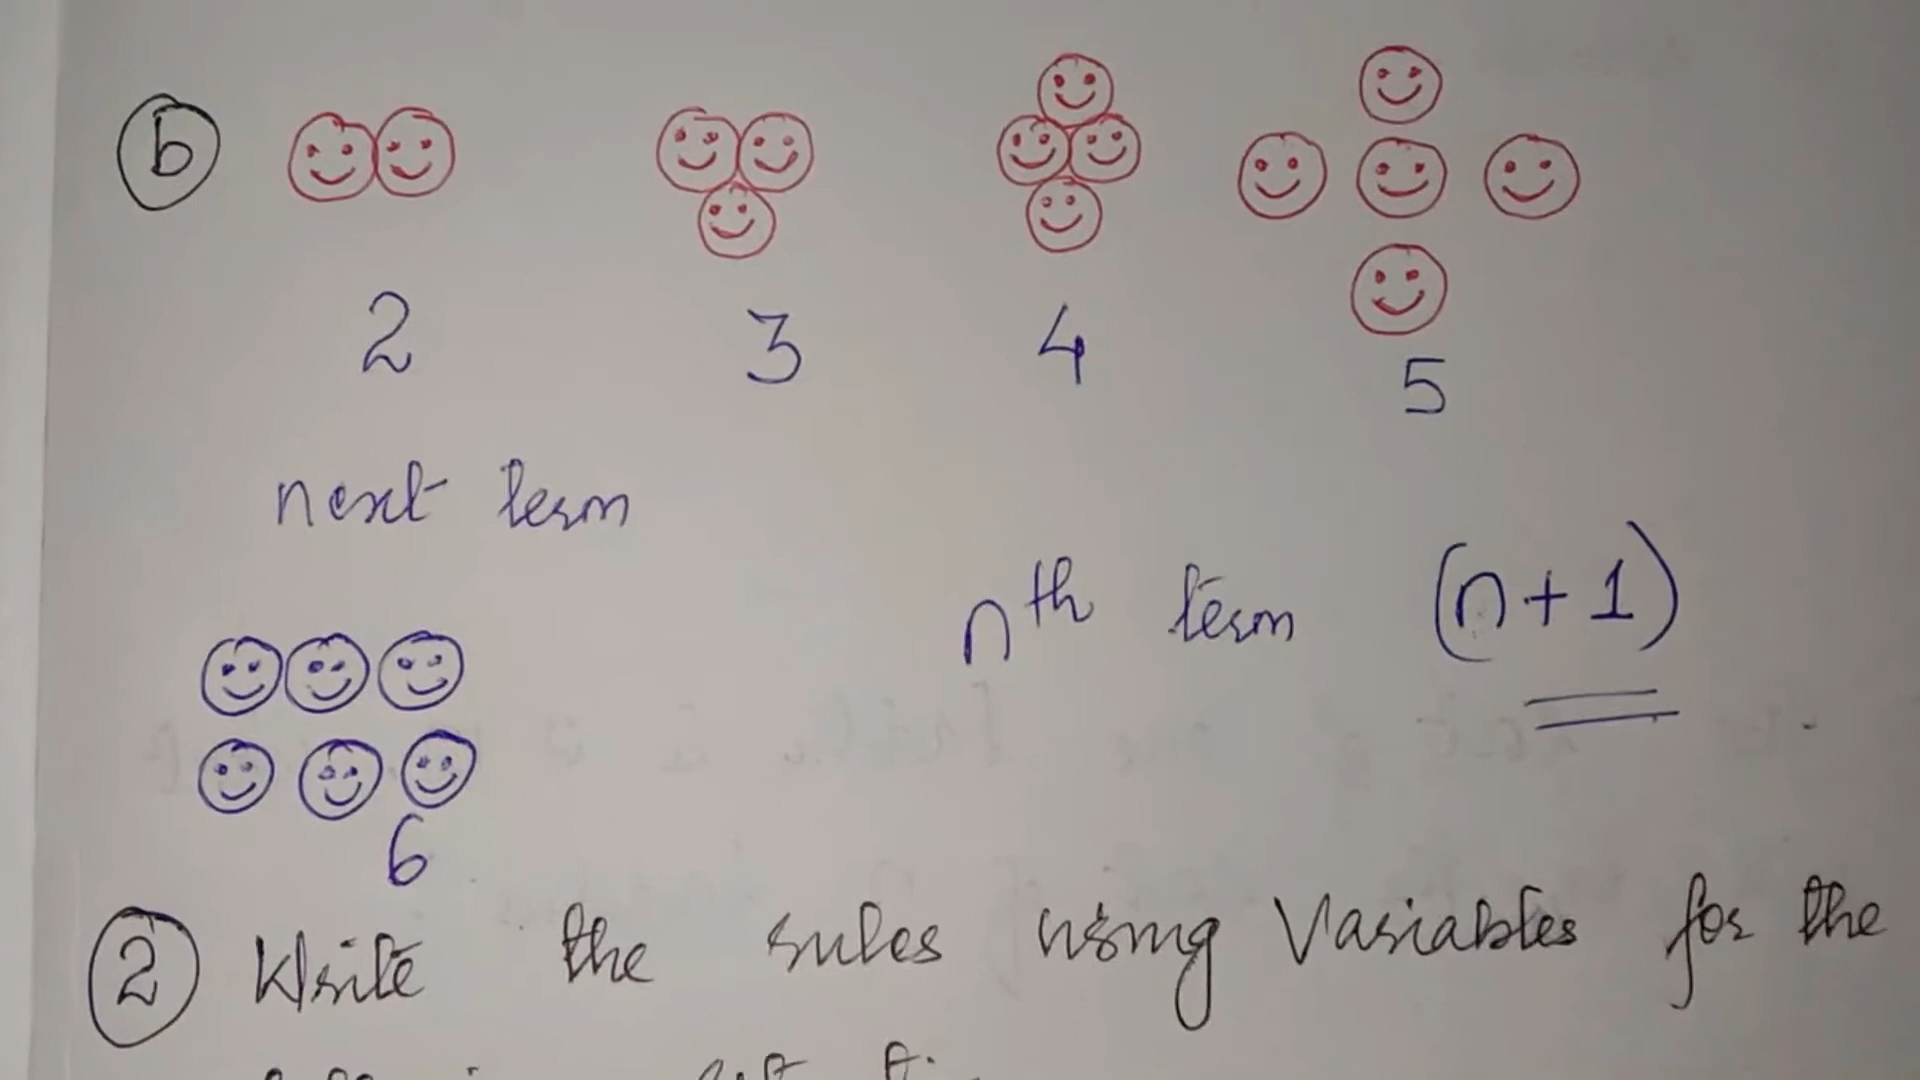 b
2 3 4 5
next term
nth term (n+1)
6
2 Write the rules using Variables for the